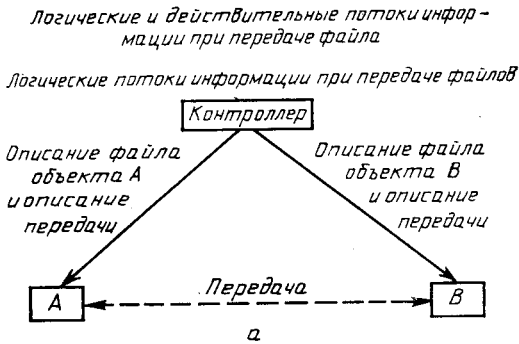 Логические и действительные потоки инфор-
мации при передаче файла
Логические потоки информации при передаче файлов
Контроллер
Описание файла
объекта А
и описание
передачи
Описание файла
объекта В
и описание
передачи
А
Передача
В
а